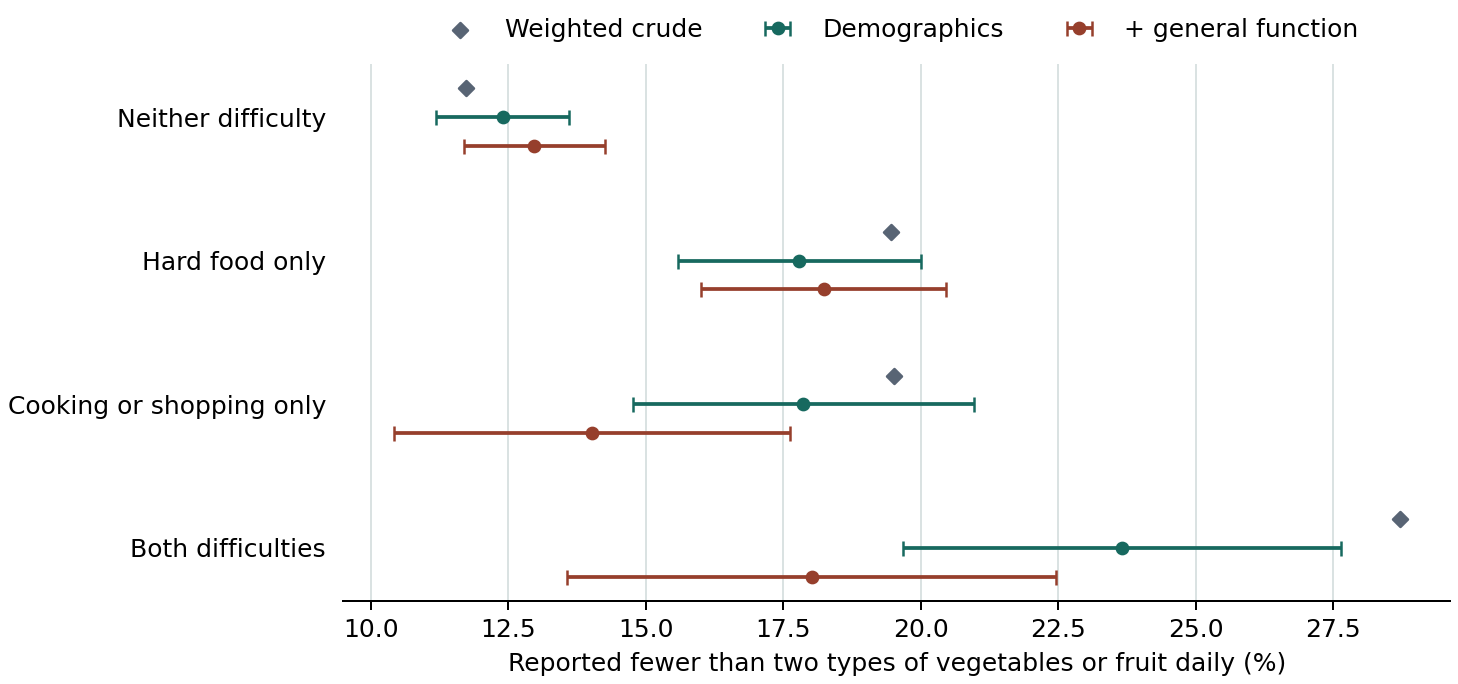 Weighted crude Demographics + general function
Neither difficulty
Hard food only
Cooking or shopping only
Both difficulties
10.0 12.5 15.0 17.5 20.0 22.5 25.0 27.5
Reported fewer than two types of vegetables or fruit daily (%)